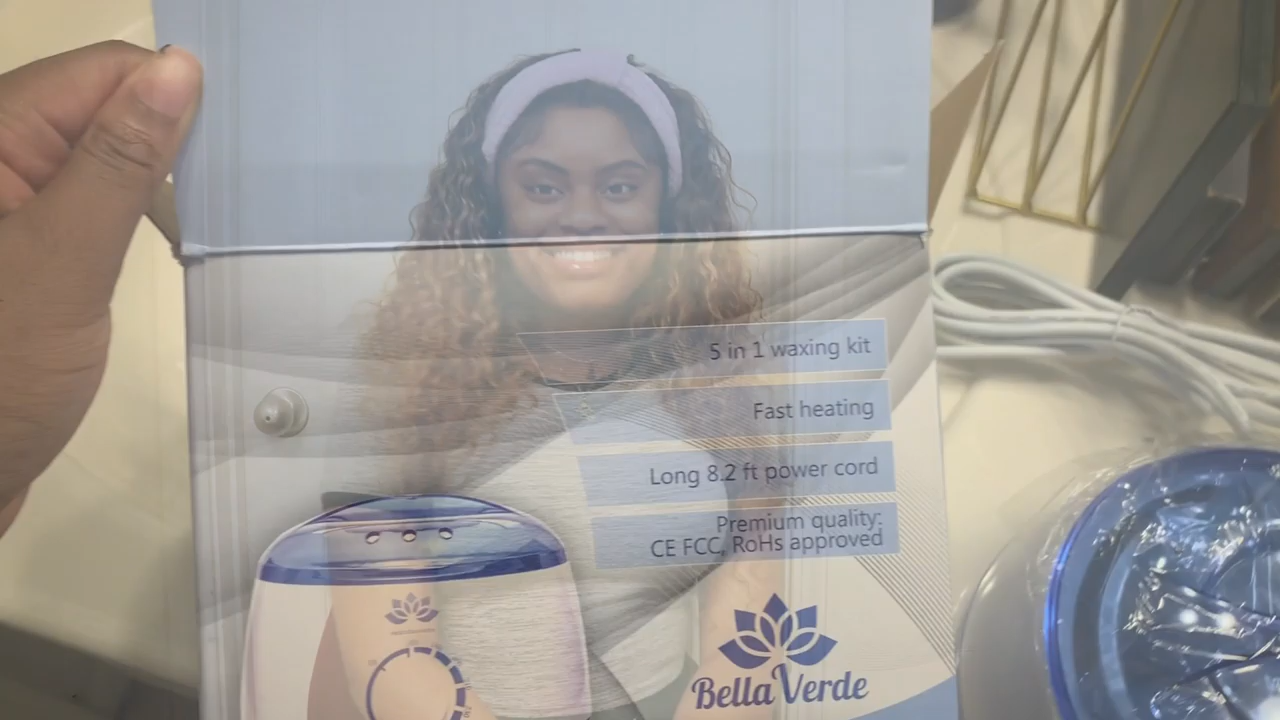 5 in 1 waxing kit
Fast heating
Long 8.2 ft power cord
Premium quality:
CE FCC, RoHs approved
Bella Verde